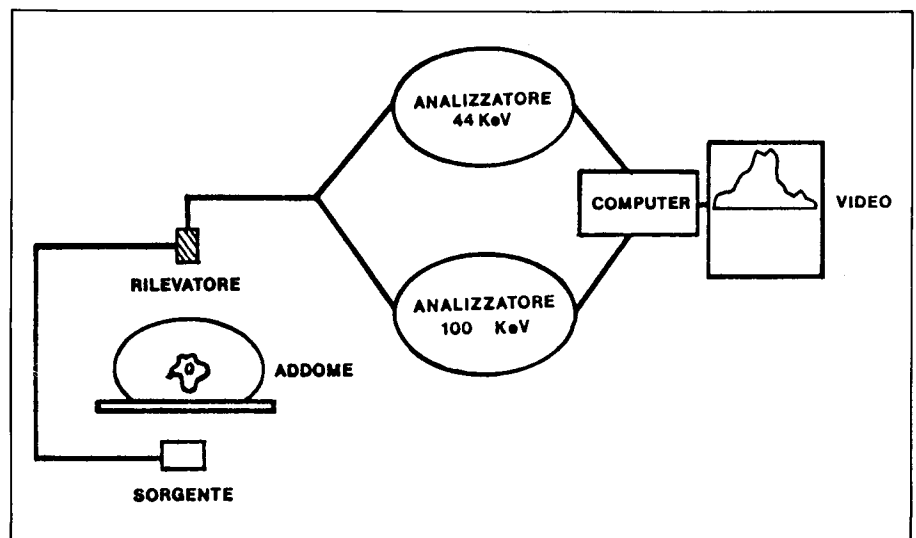 ANALIZZATORE
44 KeV
COMPUTER
VIDEO
RILEVATORE
ANALIZZATORE
100 KeV
ADDOME
SORGENTE